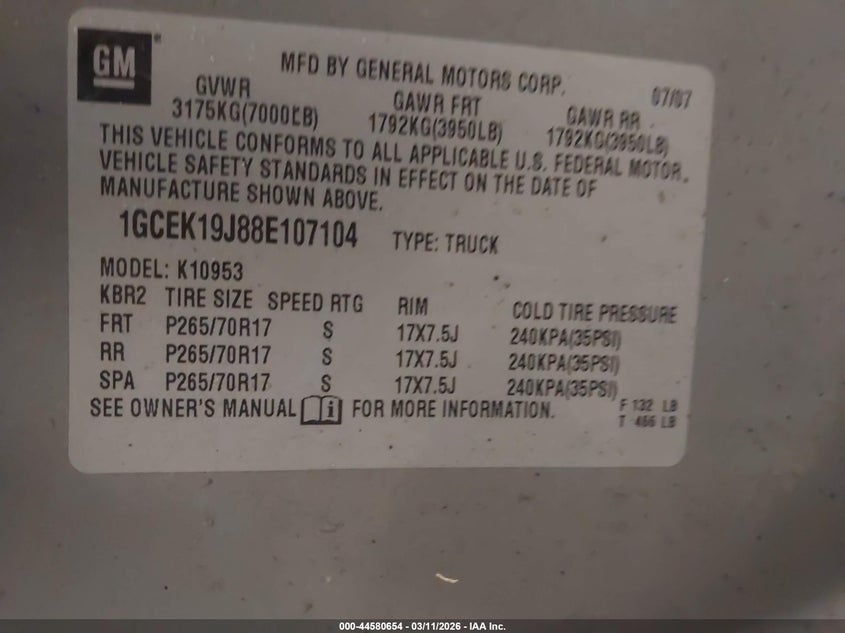 GM
MFD BY GENERAL MOTORS CORP. 07/07
GVWR GAWR FRT GAWR RR
3175KG(7000LB) 1792KG(3950LB) 1792KG(3950LB)
THIS VEHICLE CONFORMS TO ALL APPLICABLE U.S. FEDERAL MOTOR
VEHICLE SAFETY STANDARDS IN EFFECT ON THE DATE OF
MANUFACTURE SHOWN ABOVE.
1GCEK19J88E107104 TYPE: TRUCK
MODEL: K10953
KBR2 TIRE SIZE SPEED RTG RIM COLD TIRE PRESSURE
FRT P265/70R17 S 17X7.5J 240KPA(35PSI)
RR P265/70R17 S 17X7.5J 240KPA(35PSI)
SPA P265/70R17 S 17X7.5J 240KPA(35PSI)
SEE OWNER'S MANUAL i FOR MORE INFORMATION.
F 132 LB
T 466 LB
000-44580654 - 03/11/2026 - IAA Inc.